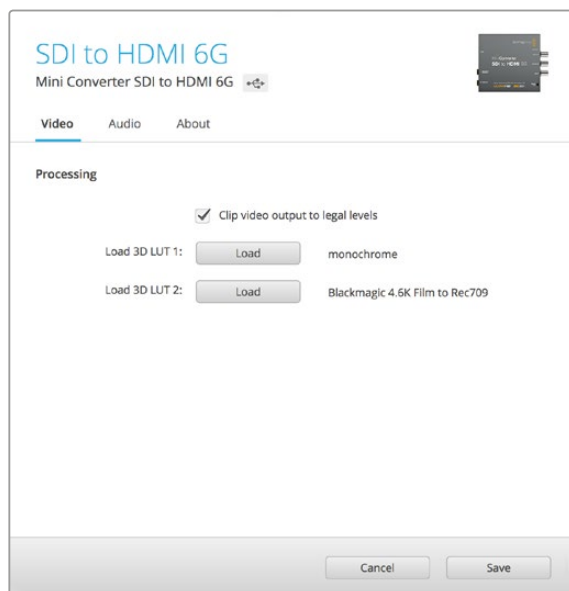 SDI to HDMI 6G
Mini Converter SDI to HDMI 6G
Video Audio About
Processing
Clip video output to legal levels
Load 3D LUT 1: Load monochrome
Load 3D LUT 2: Load Blackmagic 4.6K Film to Rec709
Cancel Save